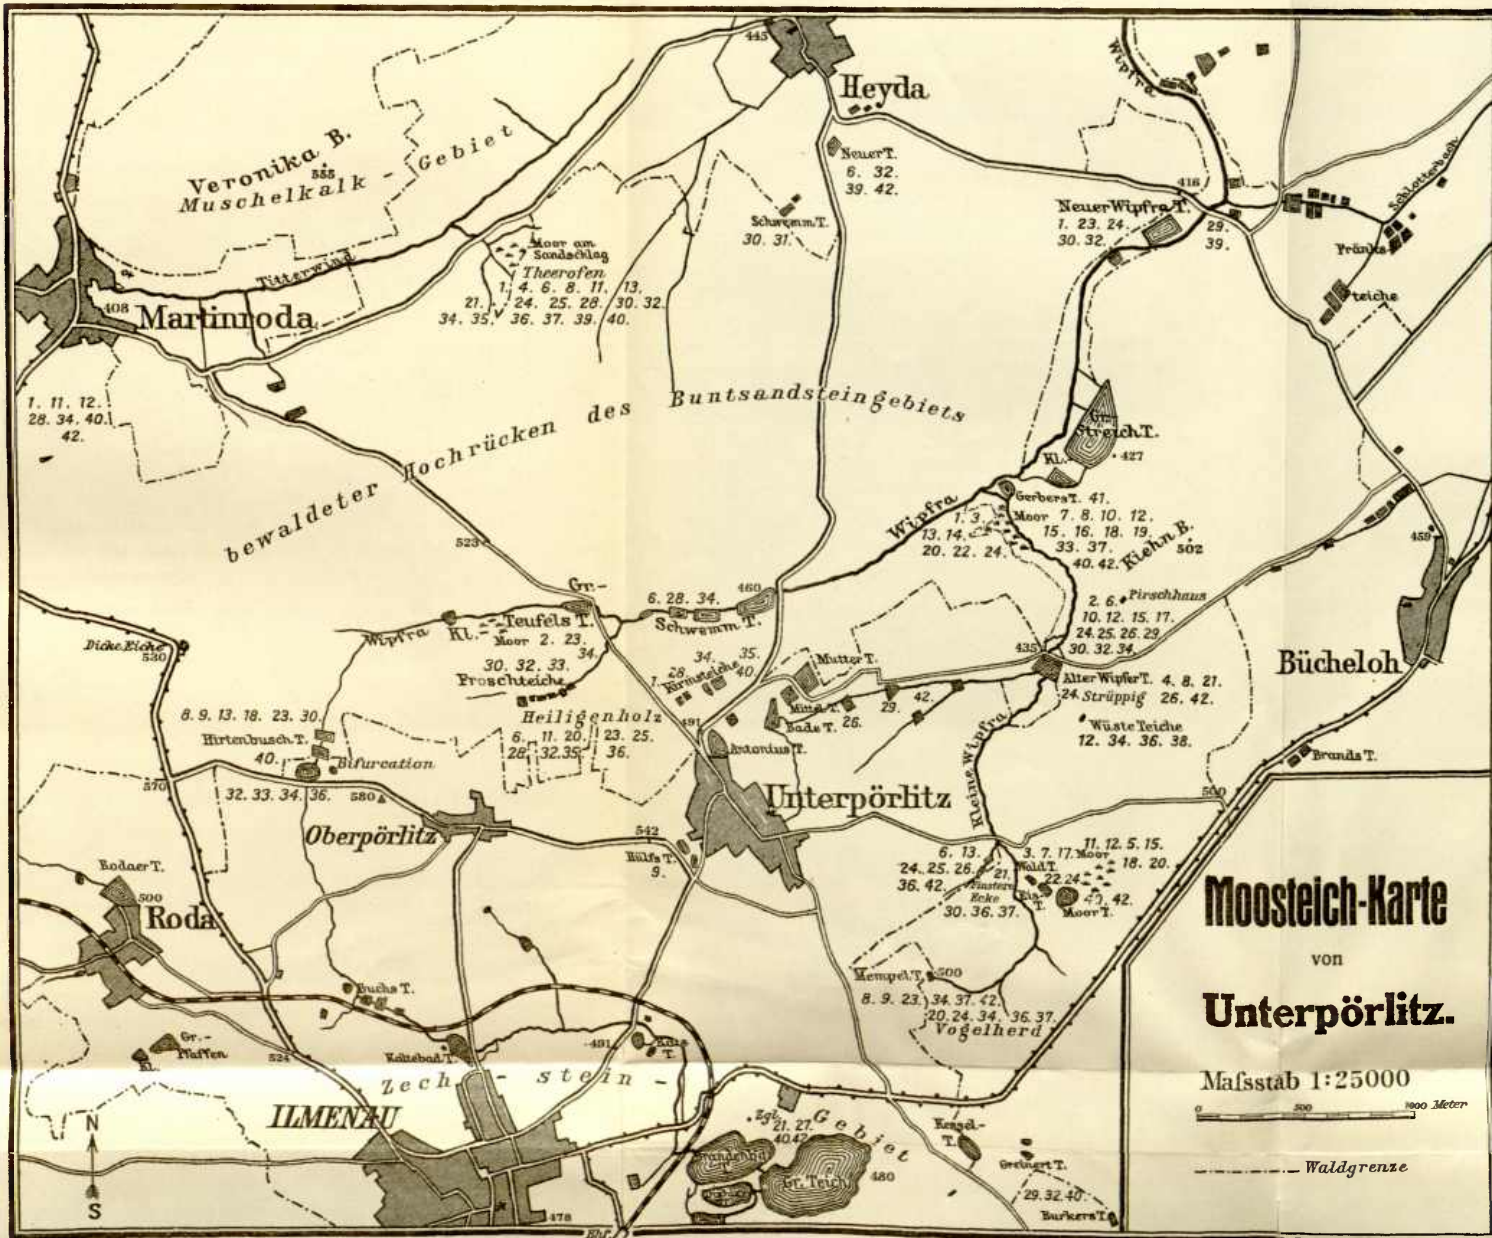 445
Heyda
Wipfra
Veronika B.
555
Muschelkalk - Gebiet
Neuer T.
6. 32.
39. 42.
Schwemm T.
30. 31.
416
Neuer Wipfra T.
1. 23. 24.
30. 32.
29.
39.
Schlotterbach
Fränks-
teiche
Moor am
Sandschlag
Theerofen
1. 4. 6. 8. 11. 13.
21. 24. 25. 28. 30. 32.
34. 35. 36. 37. 39. 40.
Titterwind
408
Martinroda
1. 11. 12.
28. 34. 40.
42.
bewaldeter Hochrücken des Buntsandsteingebiets
Gr.-
Streich T.
Kl.-
427
Gerbers T. 41.
Wipfra
1. 3.
13. 14.
20. 22. 24.
Moor 7. 8. 10. 12.
15. 16. 18. 19.
33. 37.
40. 42.
Kiehn B.
502
459
Bücheloh
523
Gr.-
Teufels T.
Wipfra
Kl.-
Moor 2. 23.
34.
6. 28. 34.
460
Schwemm T.
2. 6. Pirschhaus
10. 12. 15. 17.
24. 25. 26. 29.
30. 32. 34.
435
Dicke Eiche
530
30. 32. 33.
Froschteiche
1. 28. 34. 35.
40.
Mutter T.
Mittel T.
Bade T.
26.
29.
42.
Alter Wipfer T. 4. 8. 21.
24. Strüppig 26. 42.
Wüste Teiche
12. 34. 36. 38.
Brands T.
8. 9. 13. 18. 23. 30.
Hirtenbusch T.
40.
Bifurcation
Heiligenholz
6. 11. 20. 23. 25.
28. 32. 35. 36.
491
Antonius T.
Unterpörlitz
Kleine Wipfra
500
570
32. 33. 34. 36.
580
Oberpörlitz
542
Hülfs T.
9.
6. 13.
24. 25. 26.
36. 42.
21.
Finstere
Ecke
30. 36. 37.
3. 7. 17. Moor
11. 12. 5. 15.
18. 20.
Wald T.
22. 24.
Eis-
T.
40. 42.
Moor T.
Rodaer T.
500
Roda
Hempel T.
500
8. 9. 23. 34. 37. 42.
20. 24. 34. 36. 37.
Vogelherd
Buchs T.
Gr.-
Pfaffen
Kl.
524
Kaltebad T.
491
T.
Zech - stein - Gebiet
ILMENAU
Zgl.
21. 27.
40. 42.
Gr. Teich
480
Kessel-
T.
Greinert T.
29. 32. 40.
Burkers T.
478
Bhf.
N
S
Moosteich-Karte
von
Unterpörlitz.
Mafsstab 1:25000
0 500 1000 Meter
Waldgrenze